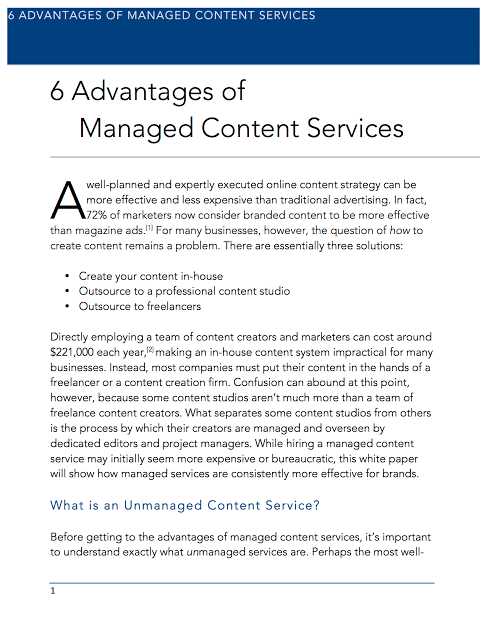 6 ADVANTAGES OF MANAGED CONTENT SERVICES
6 Advantages of
Managed Content Services
A well-planned and expertly executed online content strategy can be
more effective and less expensive than traditional advertising. In fact,
72% of marketers now consider branded content to be more effective
than magazine ads.[1] For many businesses, however, the question of how to
create content remains a problem. There are essentially three solutions:
• Create your content in-house
• Outsource to a professional content studio
• Outsource to freelancers
Directly employing a team of content creators and marketers can cost around
$221,000 each year,[2] making an in-house content system impractical for many
businesses. Instead, most companies must put their content in the hands of a
freelancer or a content creation firm. Confusion can abound at this point,
however, because some content studios aren’t much more than a team of
freelance content creators. What separates some content studios from others
is the process by which their creators are managed and overseen by
dedicated editors and project managers. While hiring a managed content
service may initially seem more expensive or bureaucratic, this white paper
will show how managed services are consistently more effective for brands.
What is an Unmanaged Content Service?
Before getting to the advantages of managed content services, it’s important
to understand exactly what unmanaged services are. Perhaps the most well-
1